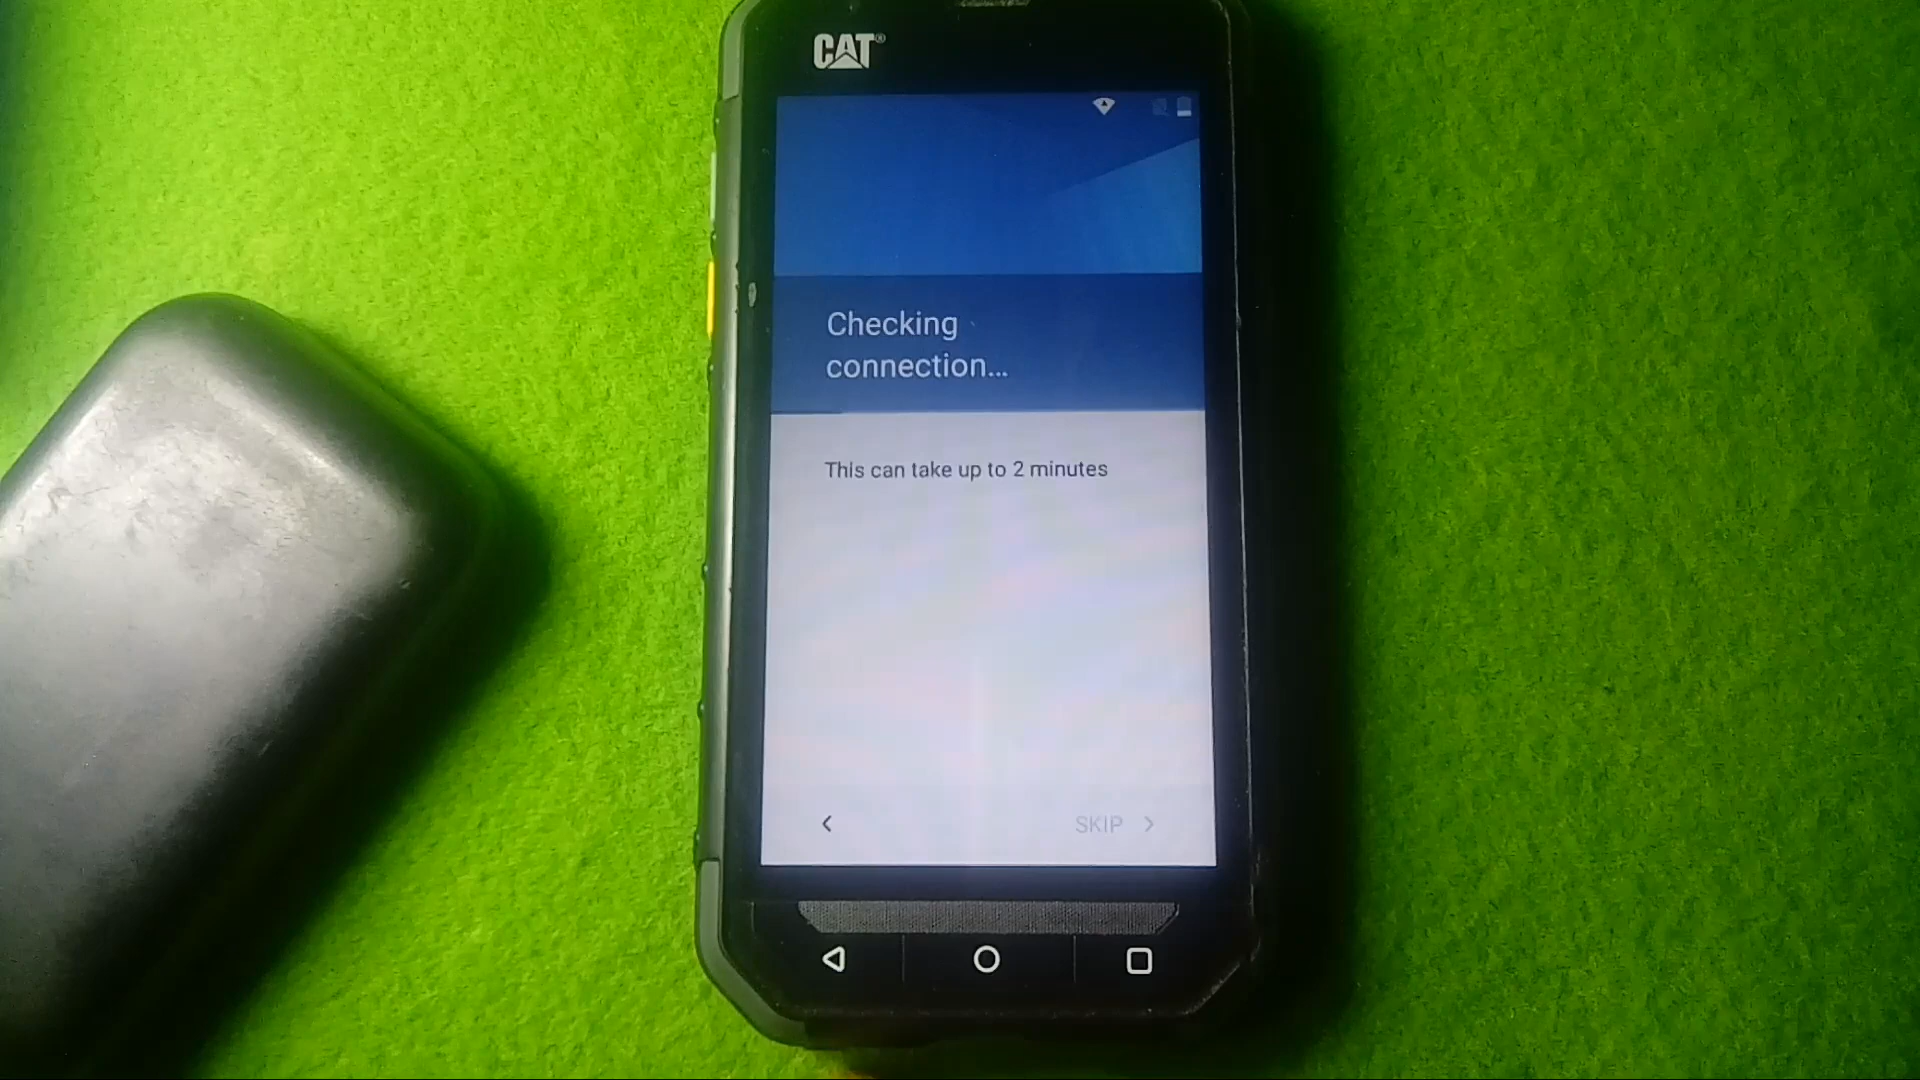 CAT®
Checking
connection...
This can take up to 2 minutes
SKIP